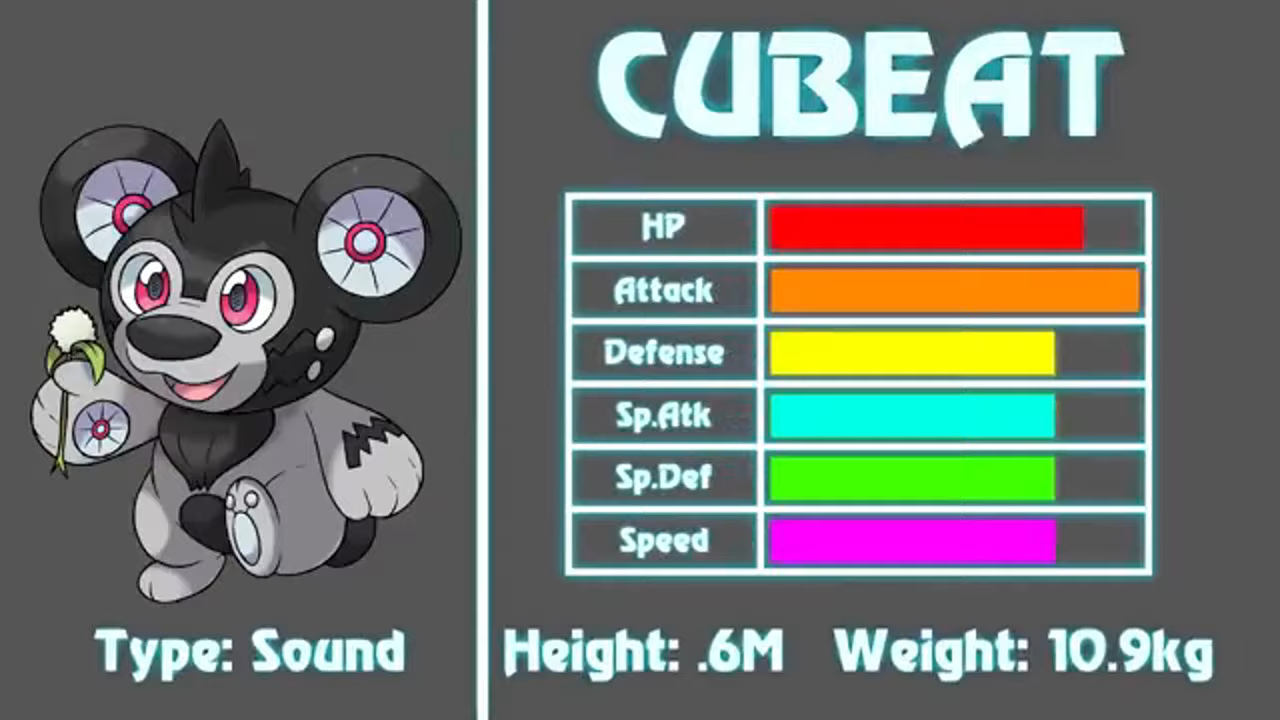 CUBEAT
HP
Attack
Defense
Sp.Atk
Sp.Def
Speed
Type: Sound
Height: .6M Weight: 10.9kg